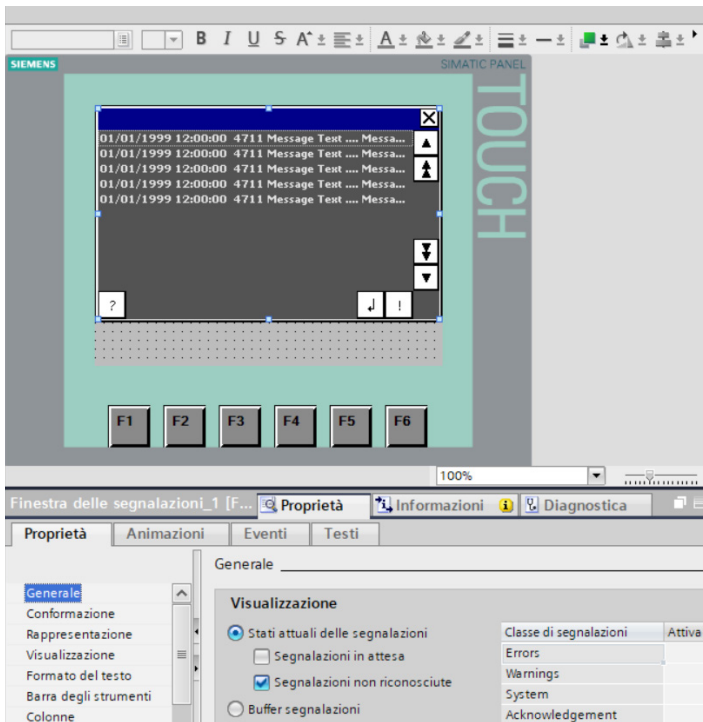 B I U S A A
SIEMENS
SIMATIC PANEL
TOUCH
01/01/1999 12:00:00 4711 Message Text .... Messa...
01/01/1999 12:00:00 4711 Message Text .... Messa...
01/01/1999 12:00:00 4711 Message Text .... Messa...
01/01/1999 12:00:00 4711 Message Text .... Messa...
01/01/1999 12:00:00 4711 Message Text .... Messa...
? !
F1 F2 F3 F4 F5 F6
100%
Finestra delle segnalazioni_1 [F... Proprietà Informazioni Diagnostica
Proprietà Animazioni Eventi Testi
Generale
Generale
Conformazione
Rappresentazione
Visualizzazione
Formato del testo
Barra degli strumenti
Colonne
Visualizzazione
Stati attuali delle segnalazioni
Segnalazioni in attesa
Segnalazioni non riconosciute
Buffer segnalazioni
Classe di segnalazioni Attiva
Errors
Warnings
System
Acknowledgement